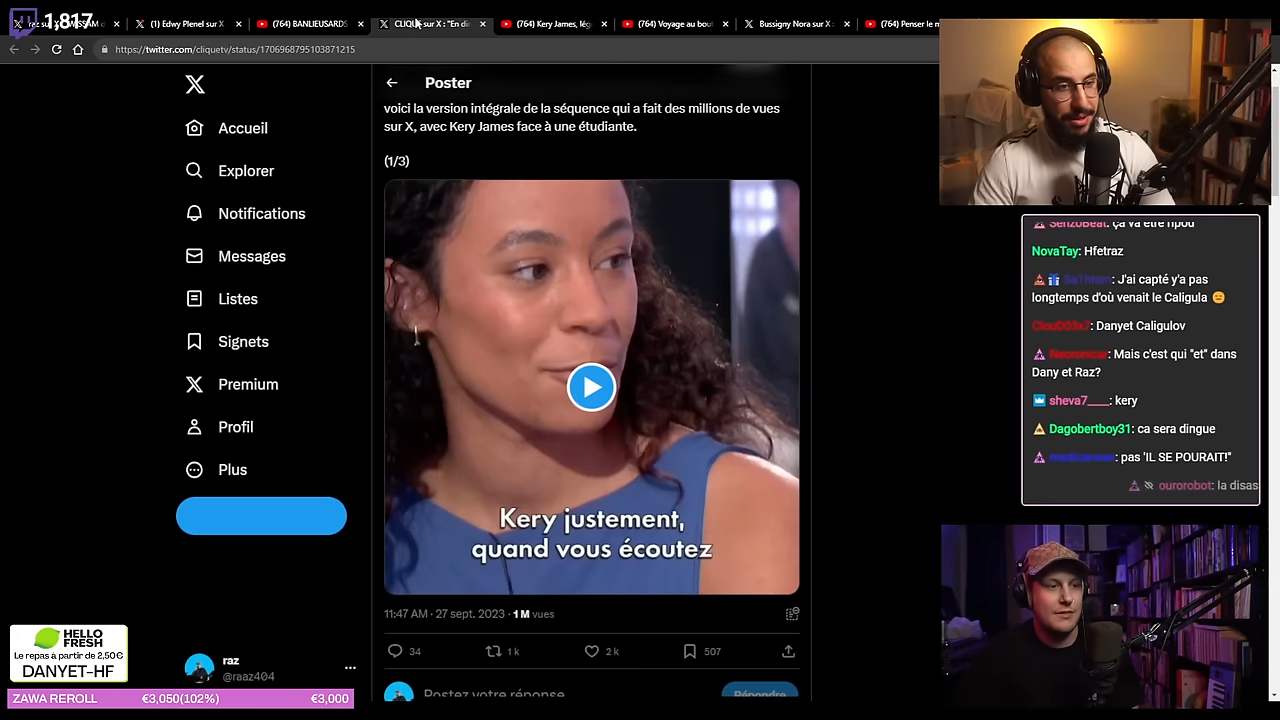 1,817
(1) Edwy Plenel sur X
(764) BANLIEUSARDS
CLIQUE sur X : "En di
(764) Kery James, lég
(764) Voyage au bout
Bussigny Nora sur X :
(764) Penser le m
https://twitter.com/cliquetv/status/1706968795103871215
Accueil
Explorer
Notifications
Messages
Listes
Signets
Premium
Profil
Plus
raz
@raaz404
HELLO
FRESH
Le repas à partir de 2,50€
DANYET-HF
ZAWA REROLL €3,050(102%) €3,000
Poster
voici la version intégrale de la séquence qui a fait des millions de vues
sur X, avec Kery James face à une étudiante.
(1/3)
Kery justement,
quand vous écoutez
11:47 AM · 27 sept. 2023 · 1 M vues
34 1 k 2 k 507
Postez votre réponse
Répondre
SenzoBeat: ça va être npou
NovaTay: Hfetraz
: J'ai capté y'a pas
longtemps d'où venait le Caligula
: Danyet Caligulov
Necronicar: Mais c'est qui "et" dans
Dany et Raz?
sheva7____: kery
Dagobertboy31: ca sera dingue
: pas 'IL SE POURAIT!"
ourorobot: la disas